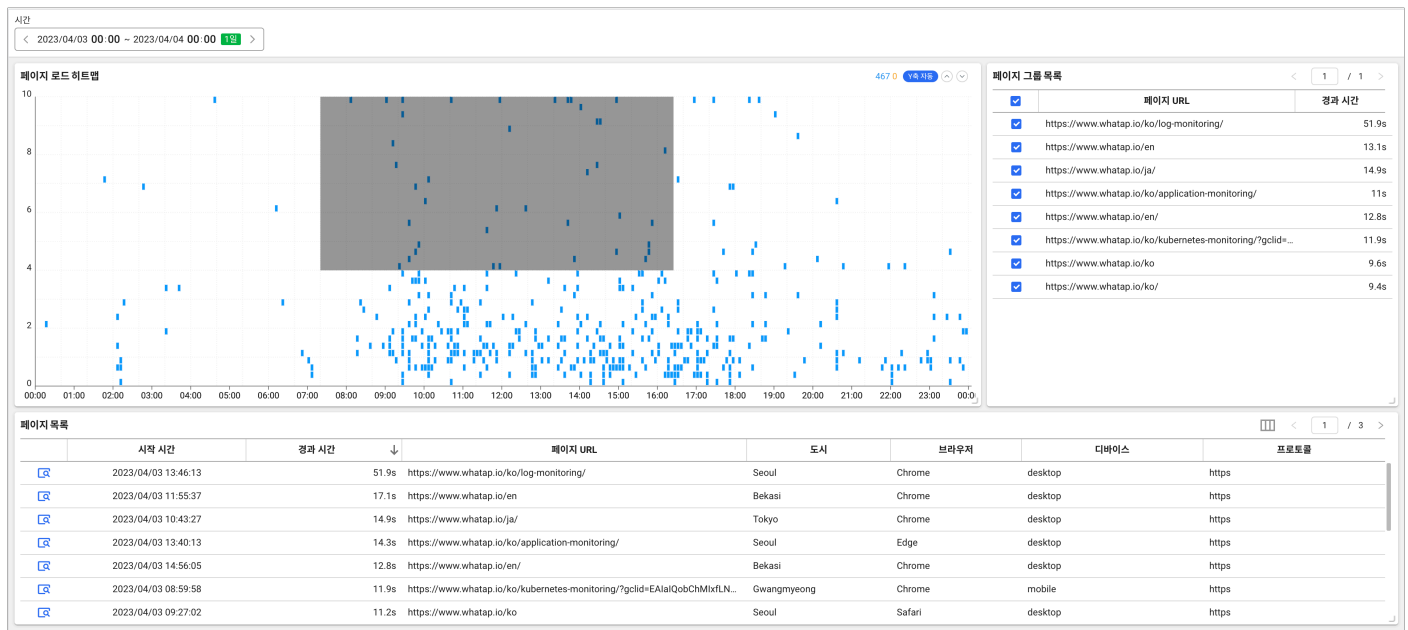 시간
2023/04/03 00:00 ~ 2023/04/04 00:00 1일
페이지 로드 히트맵
467 0 Y축 자동
10
8
6
4
2
0
00:00 01:00 02:00 03:00 04:00 05:00 06:00 07:00 08:00 09:00 10:00 11:00 12:00 13:00 14:00 15:00 16:00 17:00 18:00 19:00 20:00 21:00 22:00 23:00 00:0
페이지 그룹 목록
1 / 1
페이지 URL 경과 시간
https://www.whatap.io/ko/log-monitoring/ 51.9s
https://www.whatap.io/en 13.1s
https://www.whatap.io/ja/ 14.9s
https://www.whatap.io/ko/application-monitoring/ 11s
https://www.whatap.io/en/ 12.8s
https://www.whatap.io/ko/kubernetes-monitoring/?gclid=... 11.9s
https://www.whatap.io/ko 9.6s
https://www.whatap.io/ko/ 9.4s
페이지 목록
1 / 3
시작 시간 경과 시간 페이지 URL 도시 브라우저 디바이스 프로토콜
2023/04/03 13:46:13 51.9s https://www.whatap.io/ko/log-monitoring/ Seoul Chrome desktop https
2023/04/03 11:55:37 17.1s https://www.whatap.io/en Bekasi Chrome desktop https
2023/04/03 10:43:27 14.9s https://www.whatap.io/ja/ Tokyo Chrome desktop https
2023/04/03 13:40:13 14.3s https://www.whatap.io/ko/application-monitoring/ Seoul Edge desktop https
2023/04/03 14:56:05 12.8s https://www.whatap.io/en/ Bekasi Chrome desktop https
2023/04/03 08:59:58 11.9s https://www.whatap.io/ko/kubernetes-monitoring/?gclid=EAIaIQobChMIxfLN... Gwangmyeong Chrome mobile https
2023/04/03 09:27:02 11.2s https://www.whatap.io/ko Seoul Safari desktop https